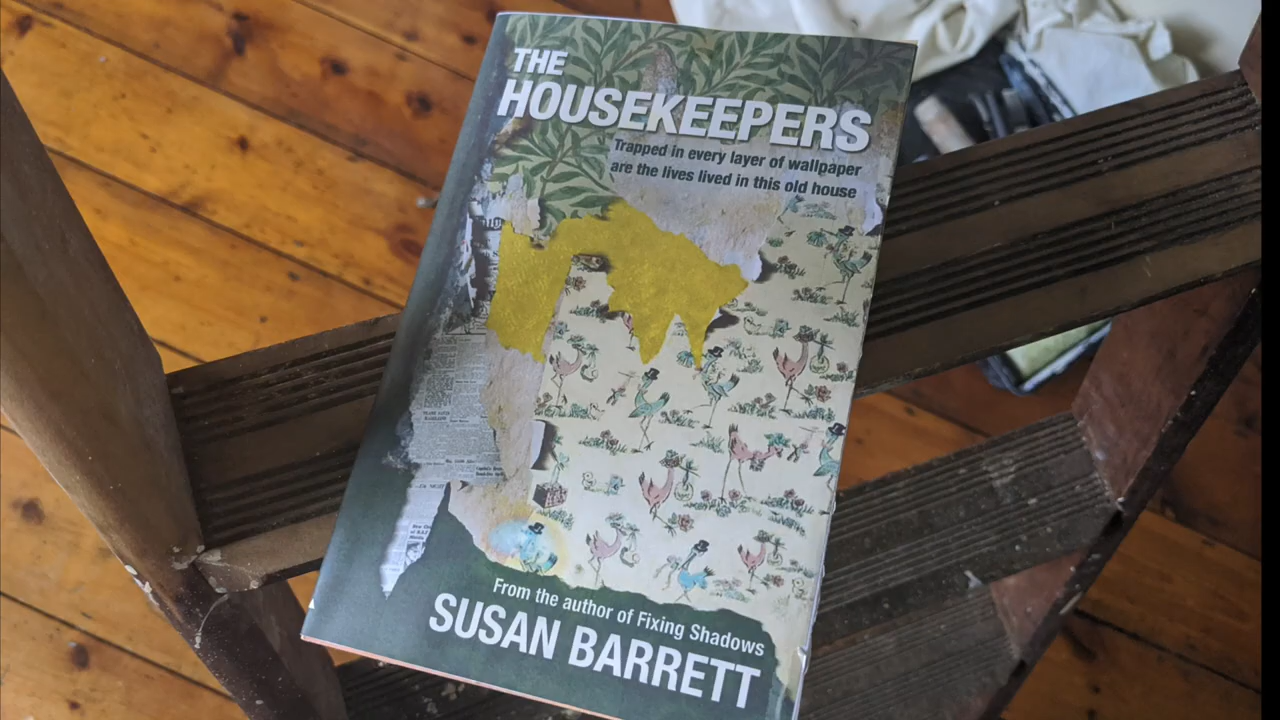 THE
HOUSEKEEPERS
Trapped in every layer of wallpaper
are the lives lived in this old house
From the author of Fixing Shadows
SUSAN BARRETT